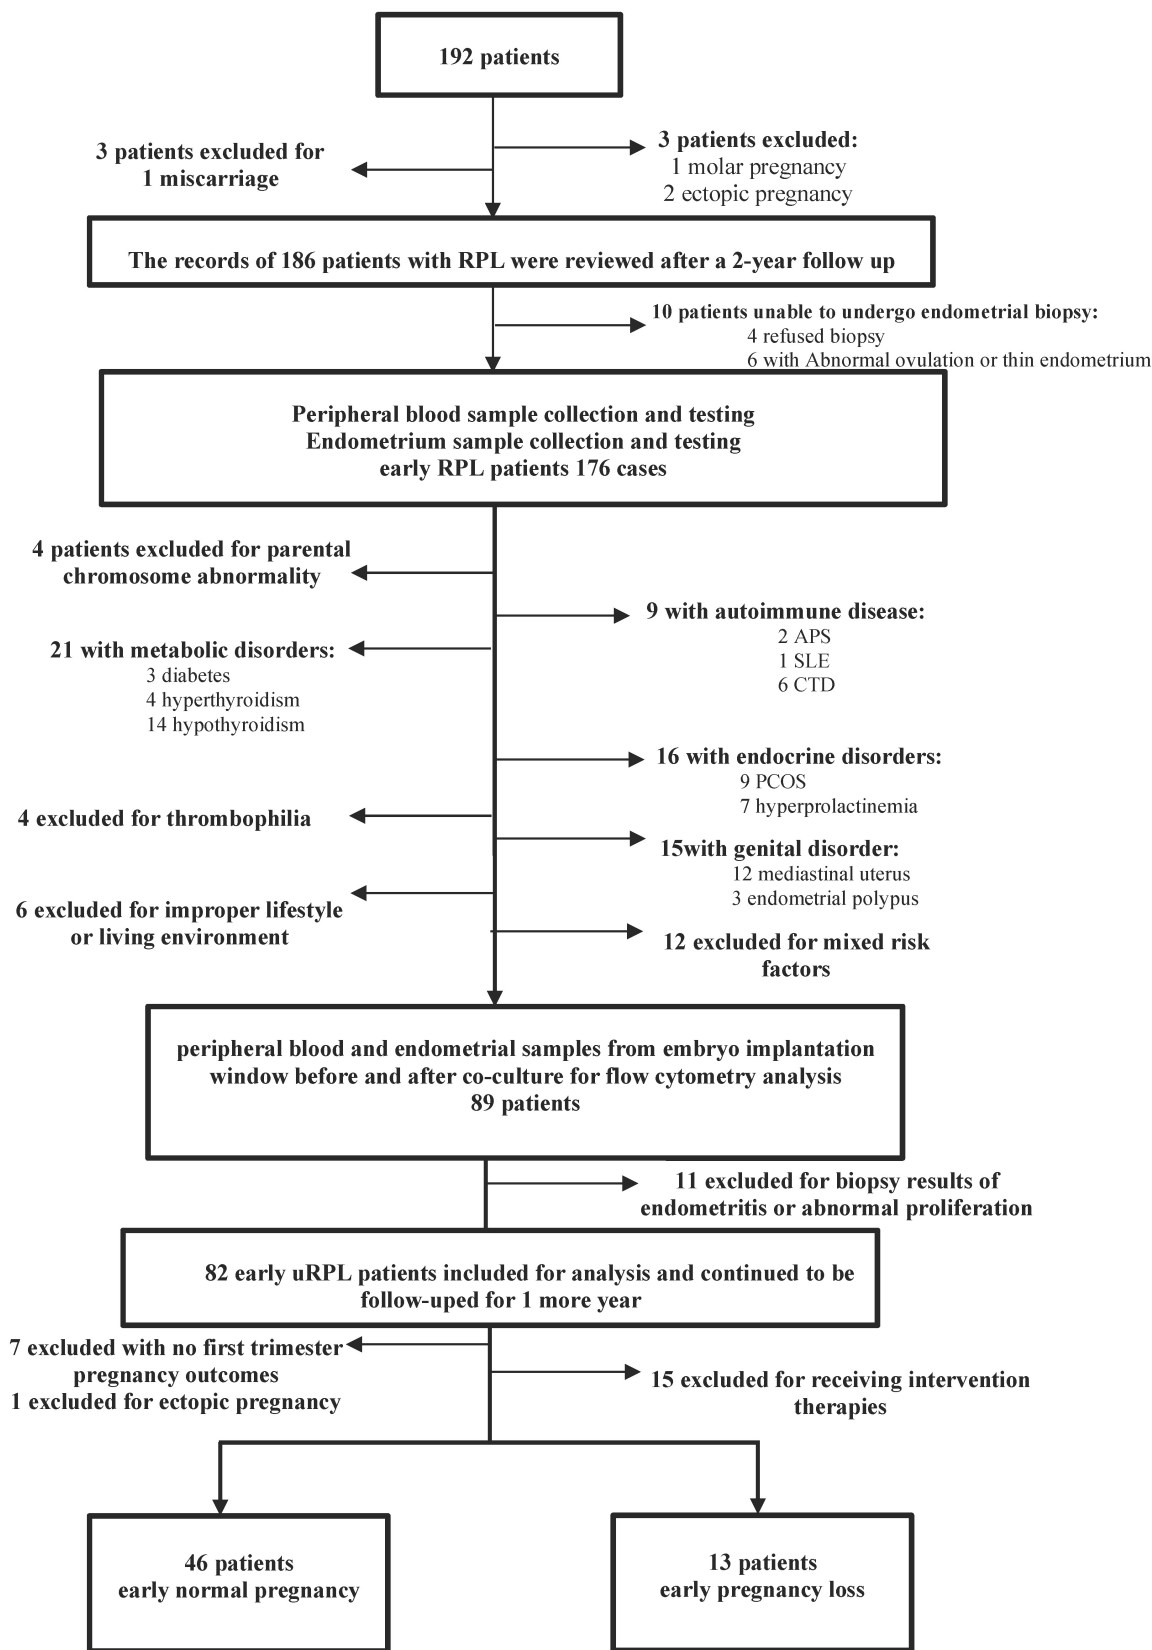 192 patients
3 patients excluded for
1 miscarriage
3 patients excluded:
1 molar pregnancy
2 ectopic pregnancy
The records of 186 patients with RPL were reviewed after a 2-year follow up
10 patients unable to undergo endometrial biopsy:
4 refused biopsy
6 with Abnormal ovulation or thin endometrium
Peripheral blood sample collection and testing
Endometrium sample collection and testing
early RPL patients 176 cases
4 patients excluded for parental
chromosome abnormality
9 with autoimmune disease:
2 APS
1 SLE
6 CTD
21 with metabolic disorders:
3 diabetes
4 hyperthyroidism
14 hypothyroidism
16 with endocrine disorders:
9 PCOS
7 hyperprolactinemia
4 excluded for thrombophilia
15with genital disorder:
12 mediastinal uterus
3 endometrial polypus
6 excluded for improper lifestyle
or living environment
12 excluded for mixed risk
factors
peripheral blood and endometrial samples from embryo implantation
window before and after co-culture for flow cytometry analysis
89 patients
11 excluded for biopsy results of
endometritis or abnormal proliferation
82 early uRPL patients included for analysis and continued to be
follow-uped for 1 more year
7 excluded with no first trimester
pregnancy outcomes
1 excluded for ectopic pregnancy
15 excluded for receiving intervention
therapies
46 patients
early normal pregnancy
13 patients
early pregnancy loss